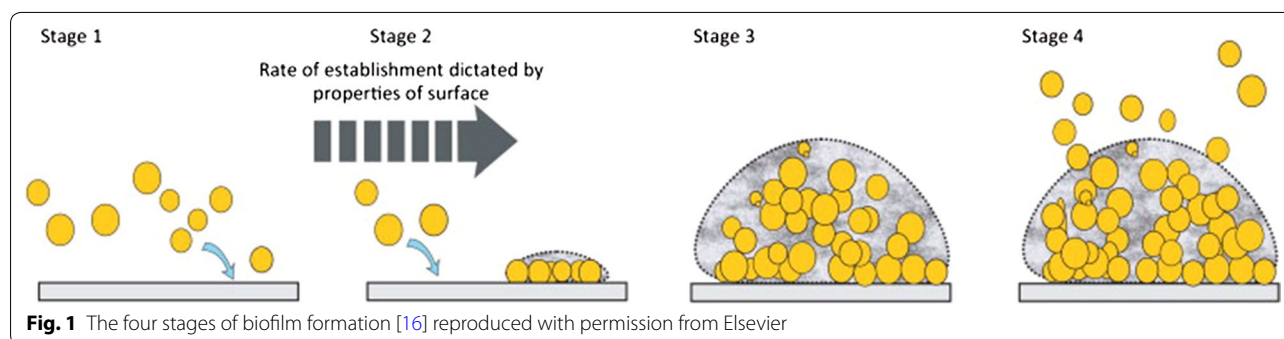 Stage 1
Stage 2
Stage 3
Stage 4
Rate of establishment dictated by
properties of surface
Fig. 1 The four stages of biofilm formation [16] reproduced with permission from Elsevier